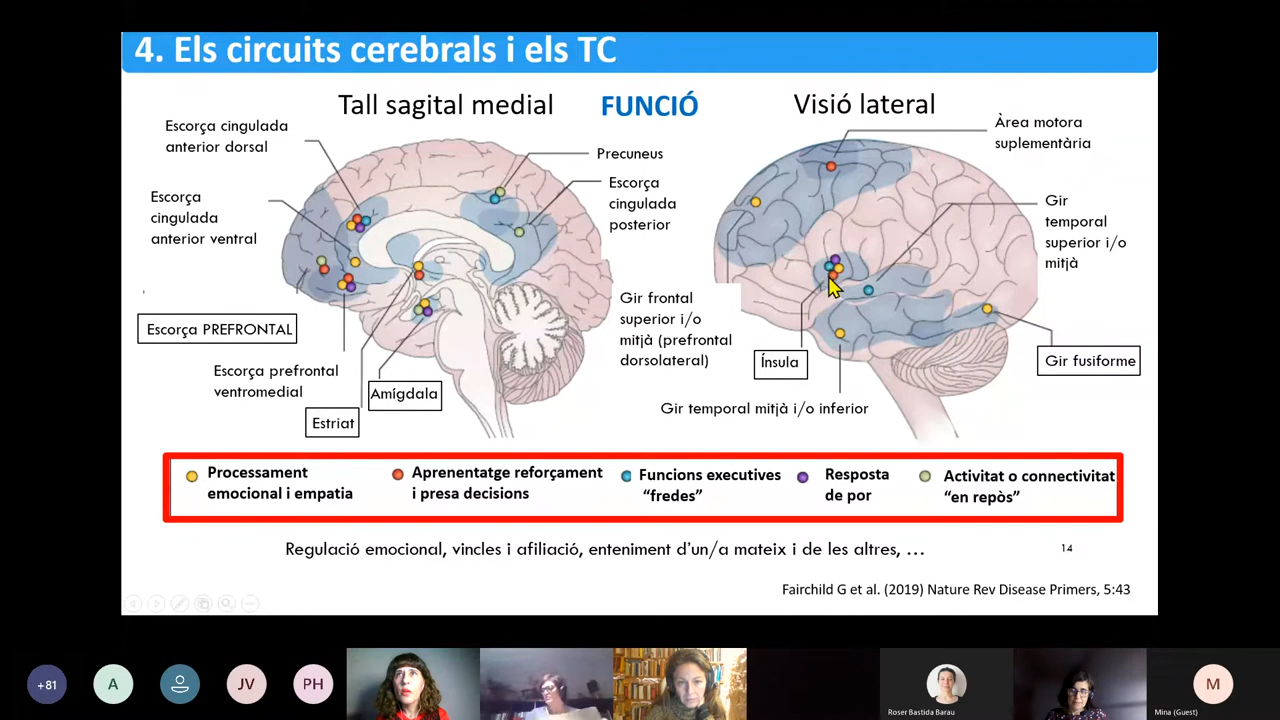 4. Els circuits cerebrals i els TC
Tall sagital medial
FUNCIÓ
Visió lateral
Escorça cingulada
anterior dorsal
Escorça
cingulada
anterior ventral
Escorça PREFRONTAL
Escorça prefrontal
ventromedial
Estriat
Amígdala
Precuneus
Escorça
cingulada
posterior
Gir frontal
superior i/o
mitjà (prefrontal
dorsolateral)
Àrea motora
suplementària
Gir
temporal
superior i/o
mitjà
Ínsula
Gir fusiforme
Gir temporal mitjà i/o inferior
Processament
emocional i empatia
Aprenentatge reforçament
i presa decisions
Funcions executives
“fredes”
Resposta
de por
Activitat o connectivitat
“en repòs”
Regulació emocional, vincles i afiliació, enteniment d’un/a mateix i de les altres, …
14
Fairchild G et al. (2019) Nature Rev Disease Primers, 5:43
+81
A
JV
PH
Roser Bastida Barau
M
Mina (Guest)